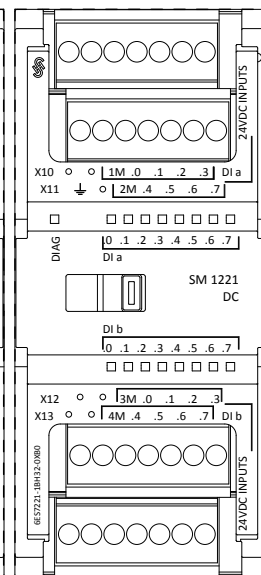 24VDC INPUTS
X10 1M .0 .1 .2 .3 DI a
X11 2M .4 .5 .6 .7
DIAG
.0 .1 .2 .3 .4 .5 .6 .7
DI a
SM 1221
DC
DI b
.0 .1 .2 .3 .4 .5 .6 .7
X12 3M .0 .1 .2 .3
X13 4M .4 .5 .6 .7 DI b
6ES7221-1BH32-0XB0
24VDC INPUTS